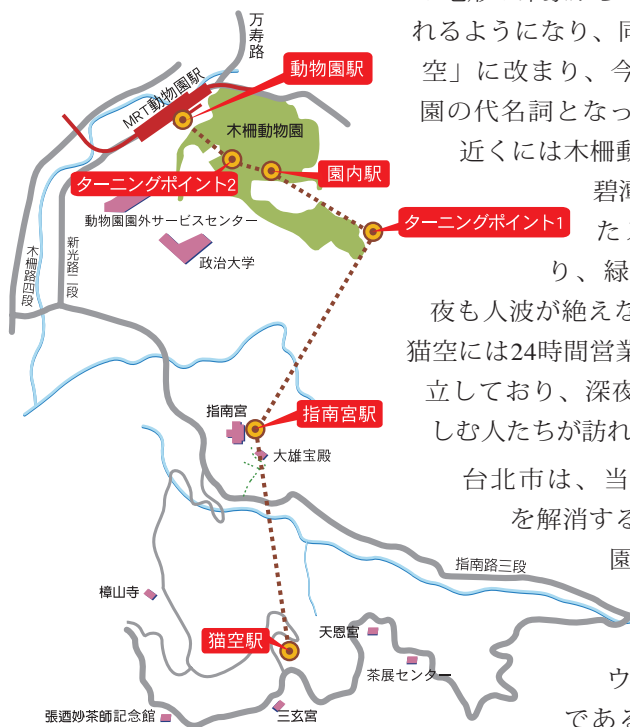 万寿路
動物園駅
MRT動物園駅
木柵動物園
園内駅
ターニングポイント2
動物園園外サービスセンター
ターニングポイント1
政治大学
木柵路四段
新光路二段
指南宮
指南宮駅
大雄宝殿
指南路三段
樟山寺
猫空駅
天恩宮
茶展センター
三玄宮
張迺妙茶師記念館
れるようになり、同
空」に改まり、今
園の代名詞となっ
近くには木柵動
碧潭
た
り、緑
夜も人波が絶えな
猫空には24時間営業
立しており、深夜
しむ人たちが訪れ
台北市は、当
を解消する
園
ウ
である